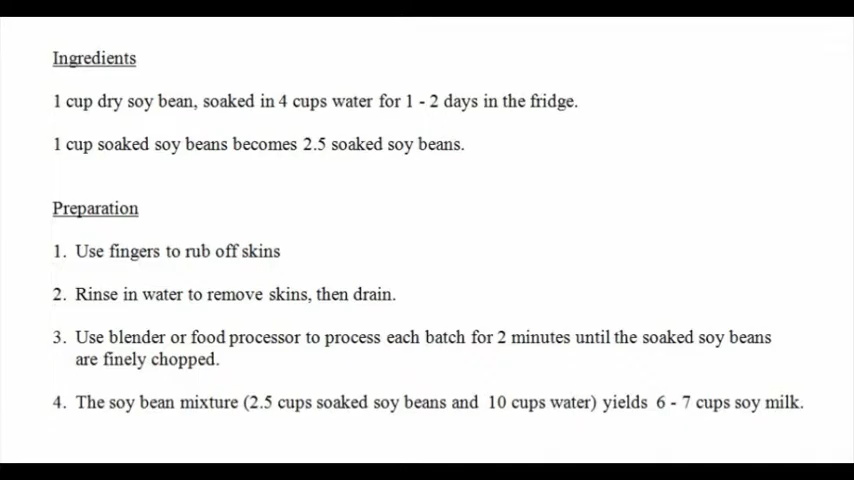 Ingredients
1 cup dry soy bean, soaked in 4 cups water for 1 - 2 days in the fridge.
1 cup soaked soy beans becomes 2.5 soaked soy beans.
Preparation
1. Use fingers to rub off skins
2. Rinse in water to remove skins, then drain.
3. Use blender or food processor to process each batch for 2 minutes until the soaked soy beans
are finely chopped.
4. The soy bean mixture (2.5 cups soaked soy beans and 10 cups water) yields 6 - 7 cups soy milk.